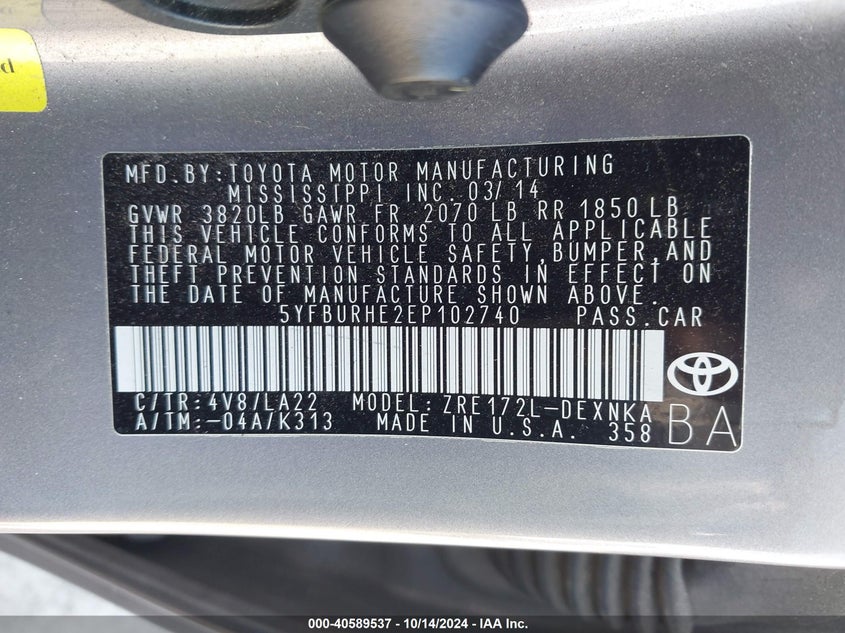 d
MFD.BY:TOYOTA MOTOR MANUFACTURING
MISSISSIPPI INC. 03/14
GVWR 3820LB GAWR FR 2070 LB RR 1850 LB
THIS VEHICLE CONFORMS TO ALL APPLICABLE
FEDERAL MOTOR VEHICLE SAFETY,BUMPER,AND
THEFT PREVENTION STANDARDS IN EFFECT ON
THE DATE OF MANUFACTURE SHOWN ABOVE.
5YFBURHE2EP102740 PASS.CAR
C/TR:4V8/LA22 MODEL:ZRE172L-DEXNKA
A/TM:-04A/K313 MADE IN U.S.A. 358 BA
000-40589537 - 10/14/2024 - IAA Inc.